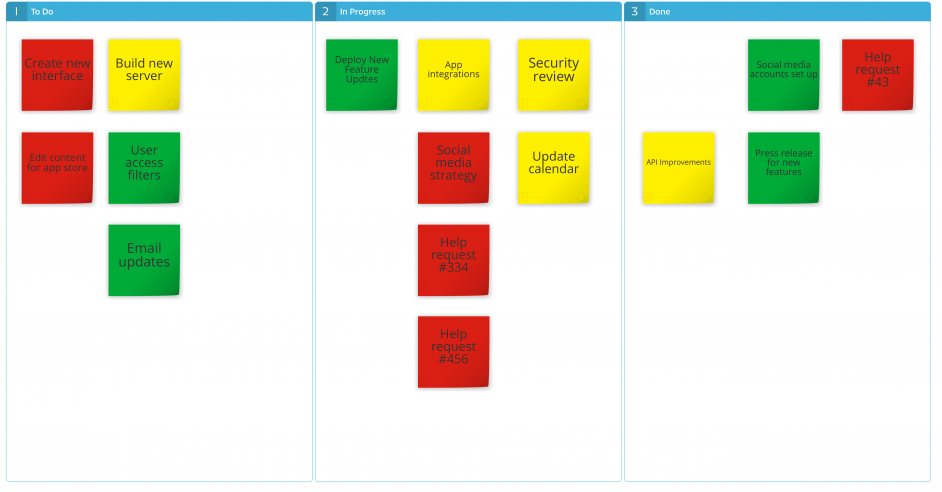 1 To Do
Create new
interface
Build new
server
Edit content
for app store
User
access
filters
Email
updates
2 In Progress
Deploy New
Feature
Updtes
App
integrations
Security
review
Social
media
strategy
Update
calendar
Help
request
#334
Help
request
#456
3 Done
Social media
accounts set up
Help
request
#43
API Improvements
Press release
for new
features